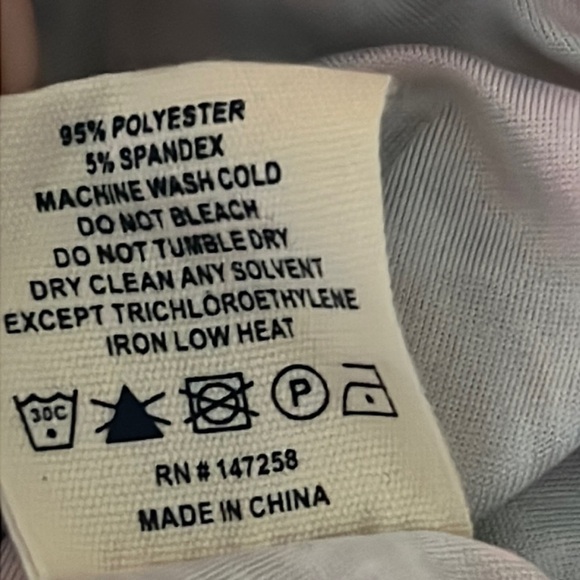 95% POLYESTER
5% SPANDEX
MACHINE WASH COLD
DO NOT BLEACH
DO NOT TUMBLE DRY
DRY CLEAN ANY SOLVENT
EXCEPT TRICHLOROETHYLENE
IRON LOW HEAT
30C P
RN # 147258
MADE IN CHINA